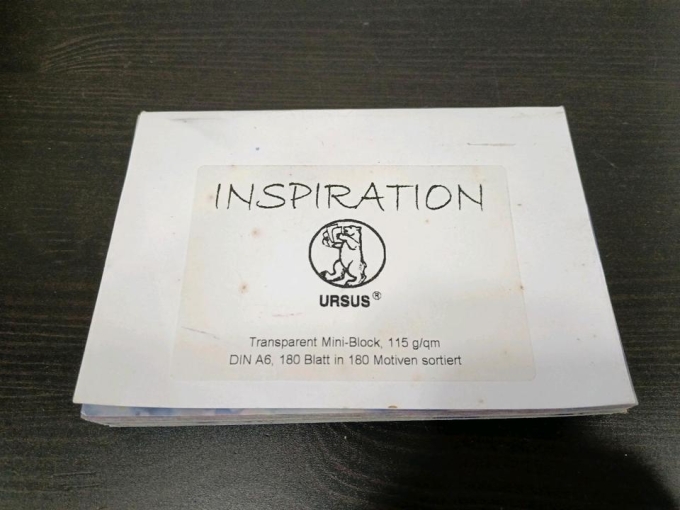 INSPIRATION
URSUS®
Transparent Mini-Block, 115 g/qm
DIN A6, 180 Blatt in 180 Motiven sortiert